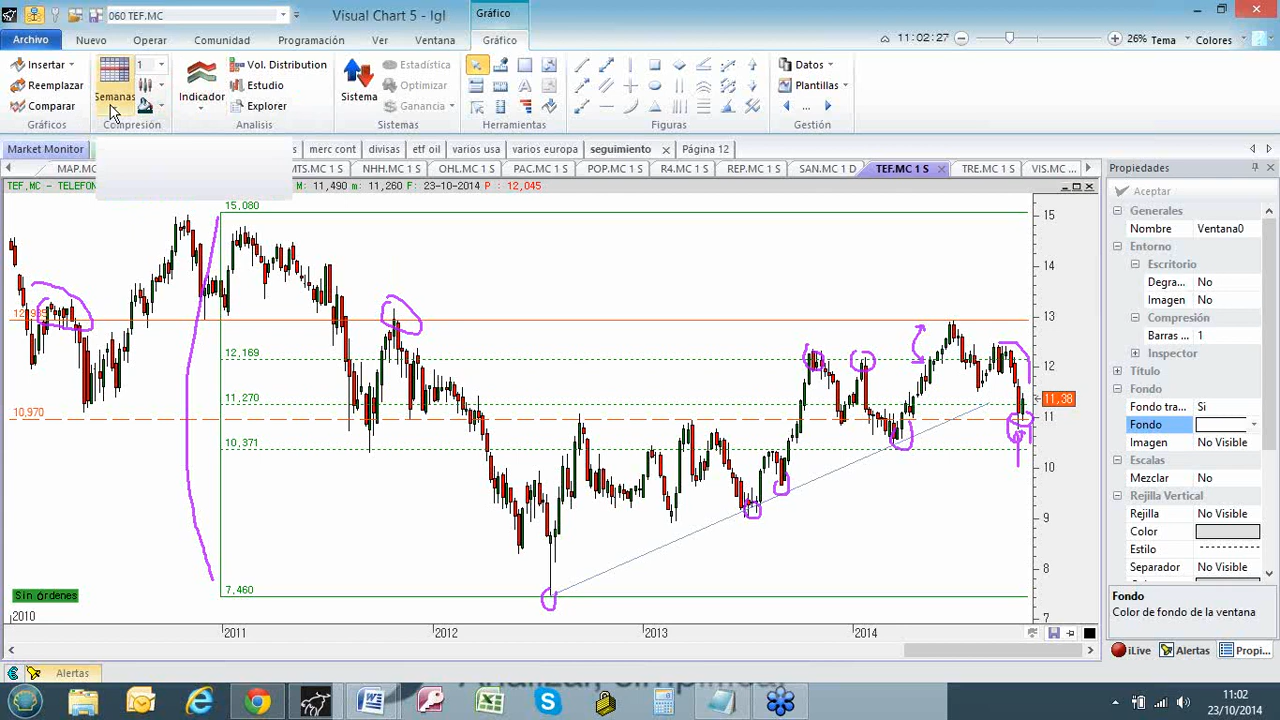 060 TEF.MC
Visual Chart 5 - Igl
Gráfico
Archivo
Nuevo
Operar
Comunidad
Programación
Ver
Ventana
Gráfico
11:02:27
26%
Tema
Colores
Insertar
Reemplazar
Comparar
Gráficos
Semanas
1
Compresión
Indicador
Vol. Distribution
Estudio
Explorer
Analisis
Sistema
Estadística
Optimizar
Ganancia
Sistemas
Herramientas
Figuras
Datos
Plantillas
...
Gestión
Market Monitor
s
merc cont
divisas
etf oil
varios usa
varios europa
seguimiento
Página 12
MAP.M
MTS.MC 1 S
NHH.MC 1 S
OHL.MC 1 S
PAC.MC 1 S
POP.MC 1 S
R4.MC 1 S
REP.MC 1 S
SAN.MC 1 D
TEF.MC 1 S
TRE.MC 1 S
VIS.MC ...
TEF.MC - TELEFON
M: 11,490 m: 11,260 F: 23-10-2014 P : 12,045
15,080
12,169
11,270
10,970
10,371
7,460
15
14
13
12
11,38
11
10
9
8
7
Sin órdenes
2010
2011
2012
2013
2014
Propiedades
Aceptar
Generales
Nombre Ventana0
Entorno
Escritorio
Degra... No
Imagen No
Compresión
Barras ... 1
Inspector
Título
Fondo
Fondo tra... Si
Fondo
Imagen No Visible
Escalas
Mezclar No
Rejilla Vertical
Rejilla No Visible
Color
Estilo
Separador No Visible
Fondo
Color de fondo de la ventana
iLive
Alertas
Propi...
Alertas
11:02
23/10/2014